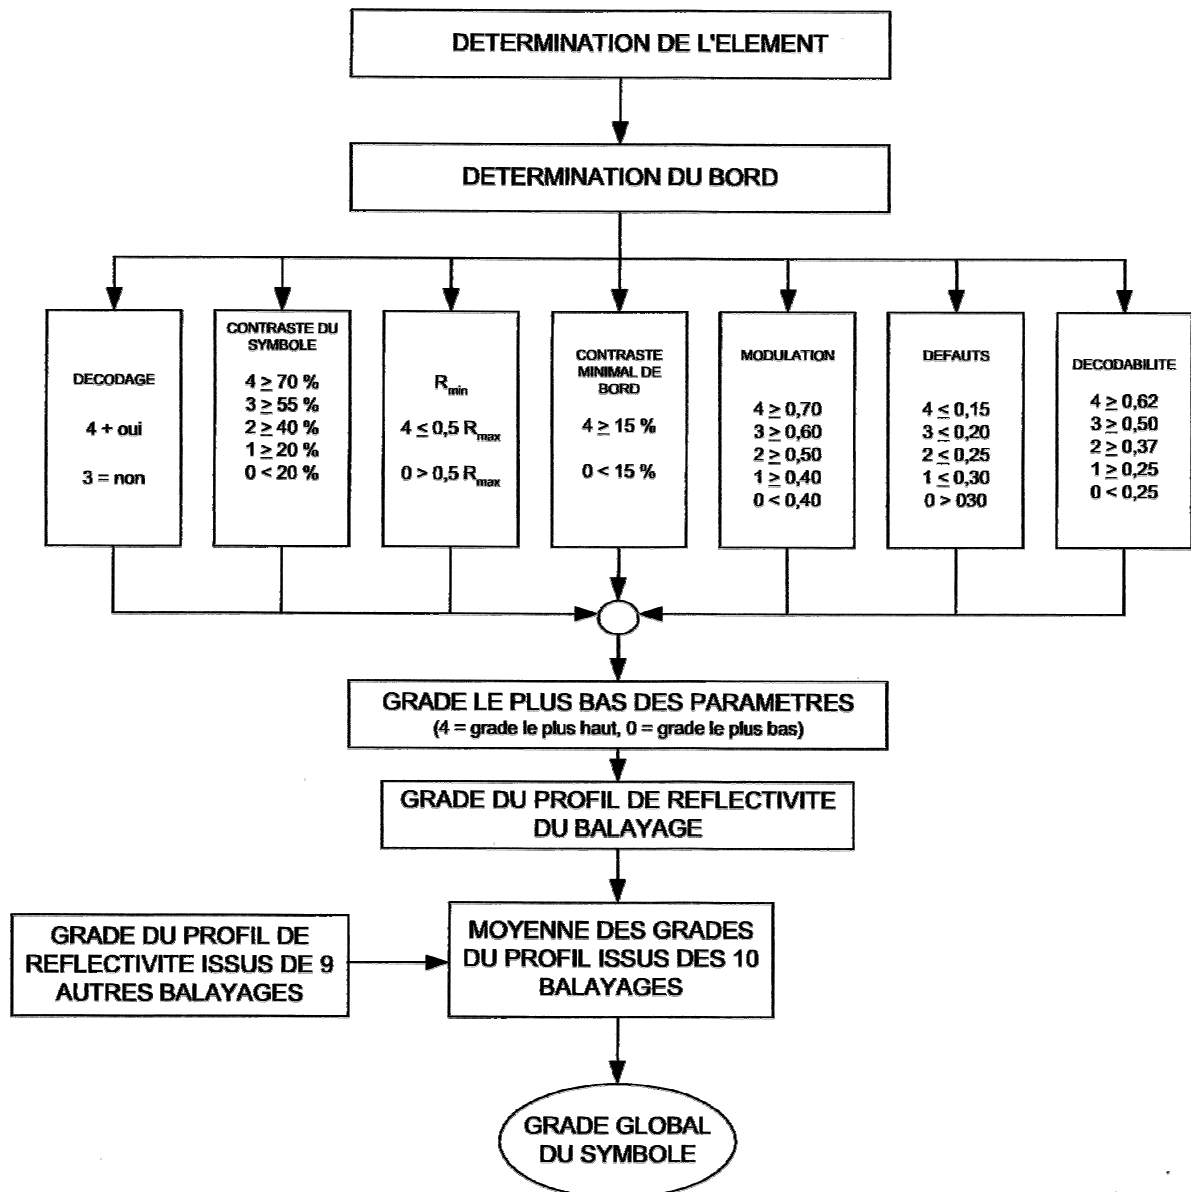 DETERMINATION DE L'ELEMENT
DETERMINATION DU BORD
DECODAGE
4 + oui
3 = non
CONTRASTE DU
SYMBOLE
4 ≥ 70 %
3 ≥ 55 %
2 ≥ 40 %
1 ≥ 20 %
0 < 20 %
Rmin
4 ≤ 0,5 Rmax
0 > 0,5 Rmax
CONTRASTE
MINIMAL DE
BORD
4 ≥ 15 %
0 < 15 %
MODULATION
4 ≥ 0,70
3 ≥ 0,60
2 ≥ 0,50
1 ≥ 0,40
0 < 0,40
DEFAUTS
4 ≤ 0,15
3 ≤ 0,20
2 ≤ 0,25
1 ≤ 0,30
0 > 030
DECODABILITE
4 ≥ 0,62
3 ≥ 0,50
2 ≥ 0,37
1 ≥ 0,25
0 < 0,25
GRADE LE PLUS BAS DES PARAMETRES
(4 = grade le plus haut, 0 = grade le plus bas)
GRADE DU PROFIL DE REFLECTIVITE
DU BALAYAGE
GRADE DU PROFIL DE
REFLECTIVITE ISSUS DE 9
AUTRES BALAYAGES
MOYENNE DES GRADES
DU PROFIL ISSUS DES 10
BALAYAGES
GRADE GLOBAL
DU SYMBOLE